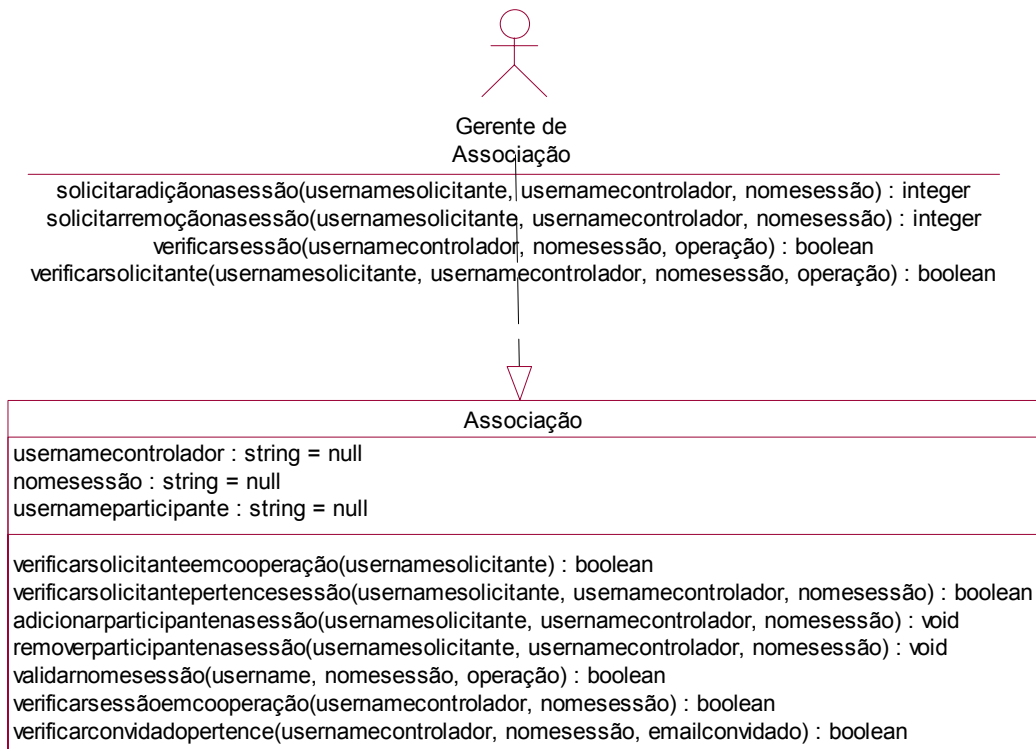 Gerente de
Associação
solicitaradiçãonasessão(usernamesolicitante, usernamecontrolador, nomesessão) : integer
solicitarremoçãonasessão(usernamesolicitante, usernamecontrolador, nomesessão) : integer
verificarsessão(usernamecontrolador, nomesessão, operação) : boolean
verificarsolicitante(usernamesolicitante, usernamecontrolador, nomesessão, operação) : boolean
Associação
usernamecontrolador : string = null
nomesessão : string = null
usernameparticipante : string = null
verificarsolicitanteemcooperação(usernamesolicitante) : boolean
verificarsolicitantepertencesessão(usernamesolicitante, usernamecontrolador, nomesessão) : boolean
adicionarparticipantenasessão(usernamesolicitante, usernamecontrolador, nomesessão) : void
removerparticipantenasessão(usernamesolicitante, usernamecontrolador, nomesessão) : void
validarnomesessão(username, nomesessão, operação) : boolean
verificarsessãoemcooperação(usernamecontrolador, nomesessão) : boolean
verificarconvidadopertence(usernamecontrolador, nomesessão, emailconvidado) : boolean